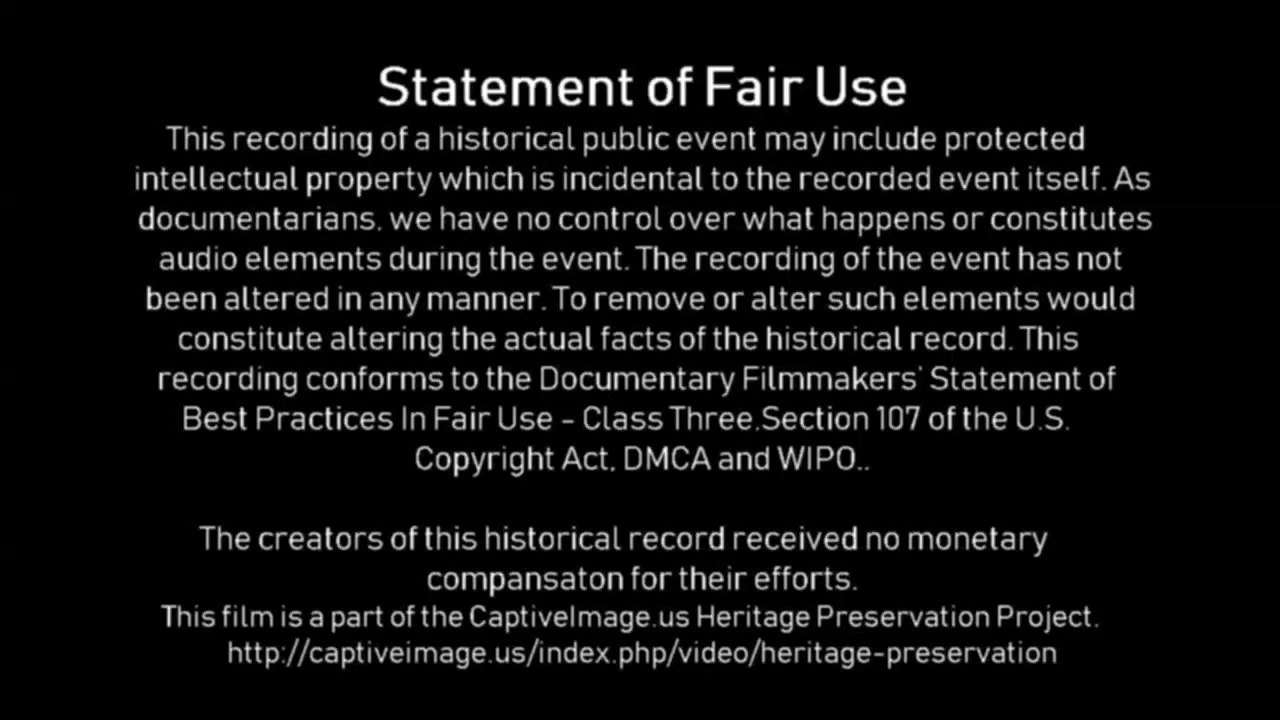 Statement of Fair Use
This recording of a historical public event may include protected
intellectual property which is incidental to the recorded event itself. As
documentarians, we have no control over what happens or constitutes
audio elements during the event. The recording of the event has not
been altered in any manner. To remove or alter such elements would
constitute altering the actual facts of the historical record. This
recording conforms to the Documentary Filmmakers' Statement of
Best Practices In Fair Use - Class Three.Section 107 of the U.S.
Copyright Act, DMCA and WIPO..
The creators of this historical record received no monetary
compansaton for their efforts.
This film is a part of the CaptiveImage.us Heritage Preservation Project.
http://captiveimage.us/index.php/video/heritage-preservation